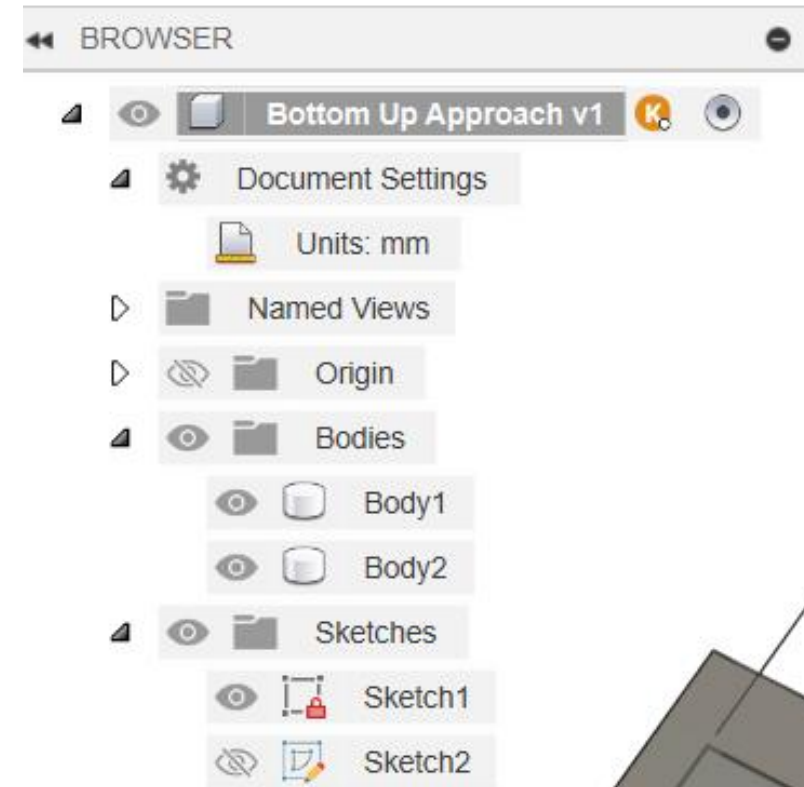 BROWSER
Bottom Up Approach v1 K
Document Settings
Units: mm
Named Views
Origin
Bodies
Body1
Body2
Sketches
Sketch1
Sketch2